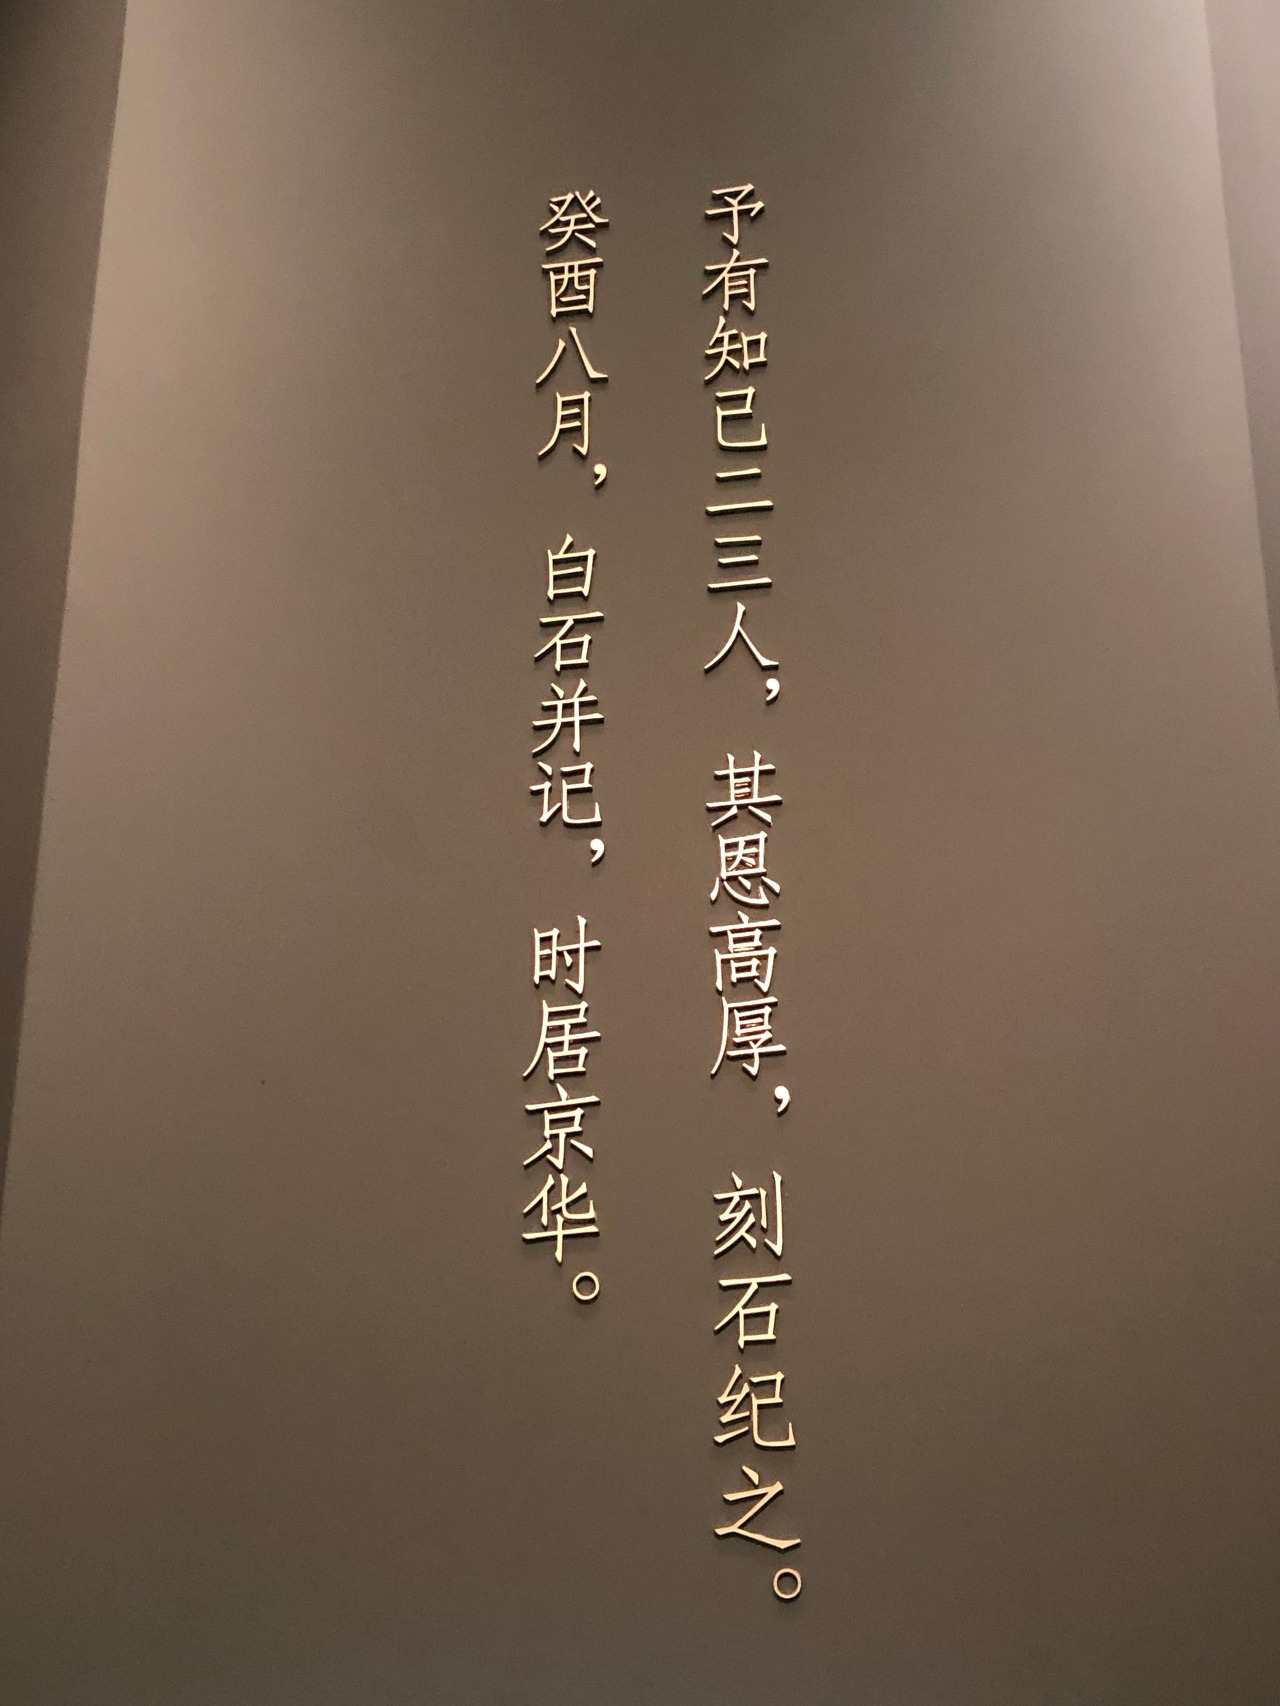 予有知己二三人，其恩高厚，刻石纪之。
癸酉八月，白石并记，时居京华。